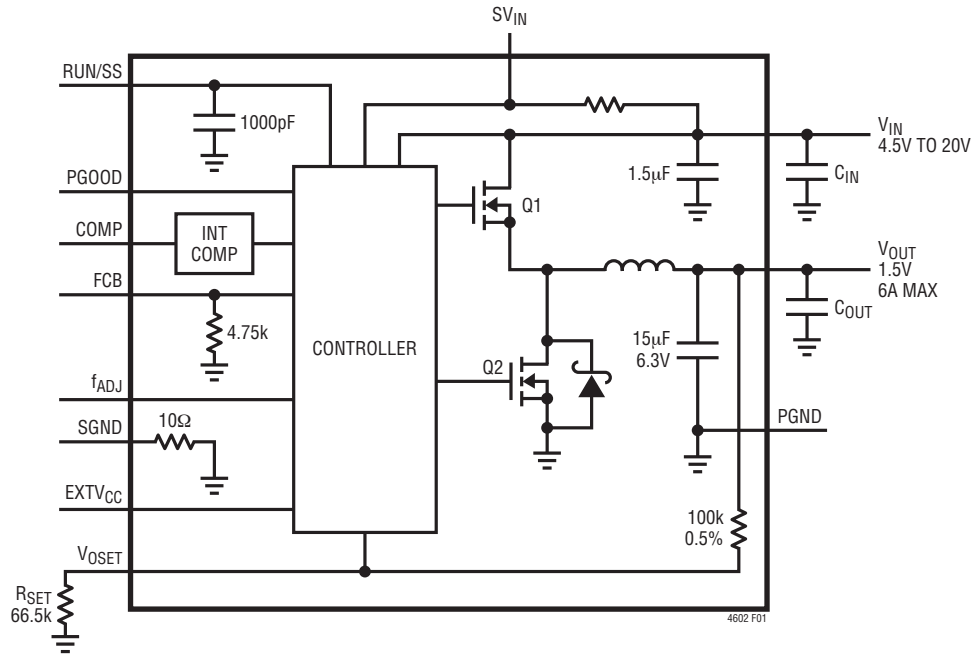 SVIN
RUN/SS
1000pF
VIN
4.5V TO 20V
1.5µF
CIN
PGOOD
Q1
COMP
INT
COMP
VOUT
1.5V
6A MAX
FCB
COUT
4.75k
CONTROLLER
15µF
6.3V
Q2
fADJ
SGND
10Ω
PGND
EXTVCC
100k
0.5%
VOSET
RSET
66.5k
4602 F01